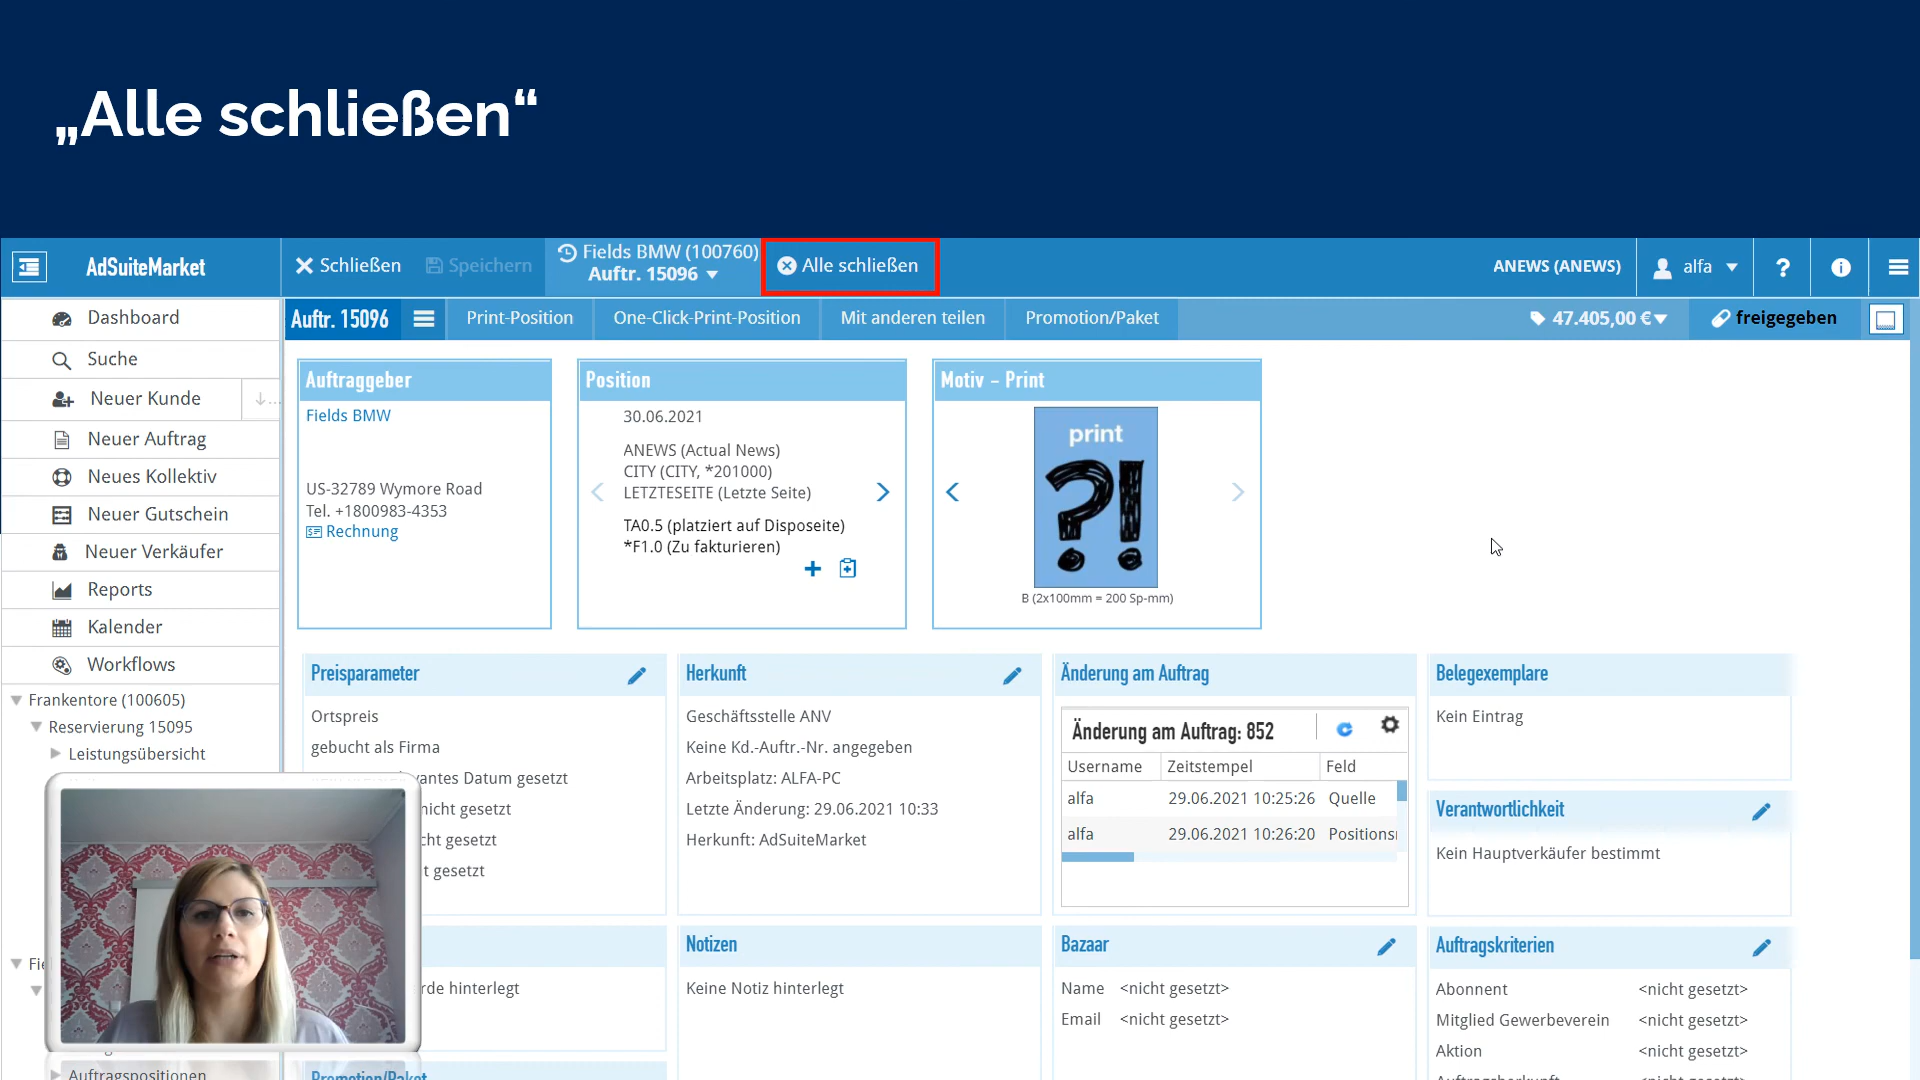 „Alle schließen“
AdSuiteMarket
Schließen
Speichern
Fields BMW (100760)
Auftr. 15096
Alle schließen
ANEWS (ANEWS)
alfa
Auftr. 15096
Print-Position
One-Click-Print-Position
Mit anderen teilen
Promotion/Paket
47.405,00 €
freigegeben
Dashboard
Suche
Neuer Kunde
Neuer Auftrag
Neues Kollektiv
Neuer Gutschein
Neuer Verkäufer
Reports
Kalender
Workflows
Frankentore (100605)
Reservierung 15095
Leistungsübersicht
Auftragspositionen
Auftraggeber
Fields BMW
US-32789 Wymore Road
Tel. +1800983-4353
Rechnung
Position
30.06.2021
ANEWS (Actual News)
CITY (CITY, *201000)
LETZTESEITE (Letzte Seite)
TA0.5 (platziert auf Disposeite)
*F1.0 (Zu fakturieren)
Motiv – Print
print
?!
B (2x100mm = 200 Sp-mm)
Preisparameter
Ortspreis
gebucht als Firma
vantes Datum gesetzt
nicht gesetzt
cht gesetzt
t gesetzt
Herkunft
Geschäftsstelle ANV
Keine Kd.-Auftr.-Nr. angegeben
Arbeitsplatz: ALFA-PC
Letzte Änderung: 29.06.2021 10:33
Herkunft: AdSuiteMarket
Änderung am Auftrag
Änderung am Auftrag: 852
Username Zeitstempel Feld
alfa 29.06.2021 10:25:26 Quelle
alfa 29.06.2021 10:26:20 Positions
Belegexemplare
Kein Eintrag
Verantwortlichkeit
Kein Hauptverkäufer bestimmt
rde hinterlegt
Notizen
Keine Notiz hinterlegt
Bazaar
Name <nicht gesetzt>
Email <nicht gesetzt>
Auftragskriterien
Abonnent <nicht gesetzt>
Mitglied Gewerbeverein <nicht gesetzt>
Aktion <nicht gesetzt>
Promotion/Paket